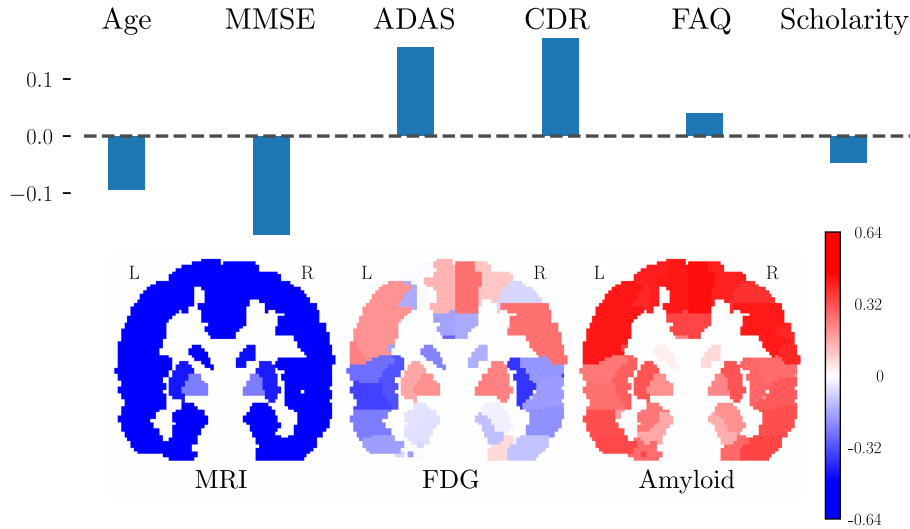 Age MMSE ADAS CDR FAQ Scholarity
0.1
0.0
−0.1
0.64
L R L R L R
0.32
0
-0.32
MRI FDG Amyloid
-0.64